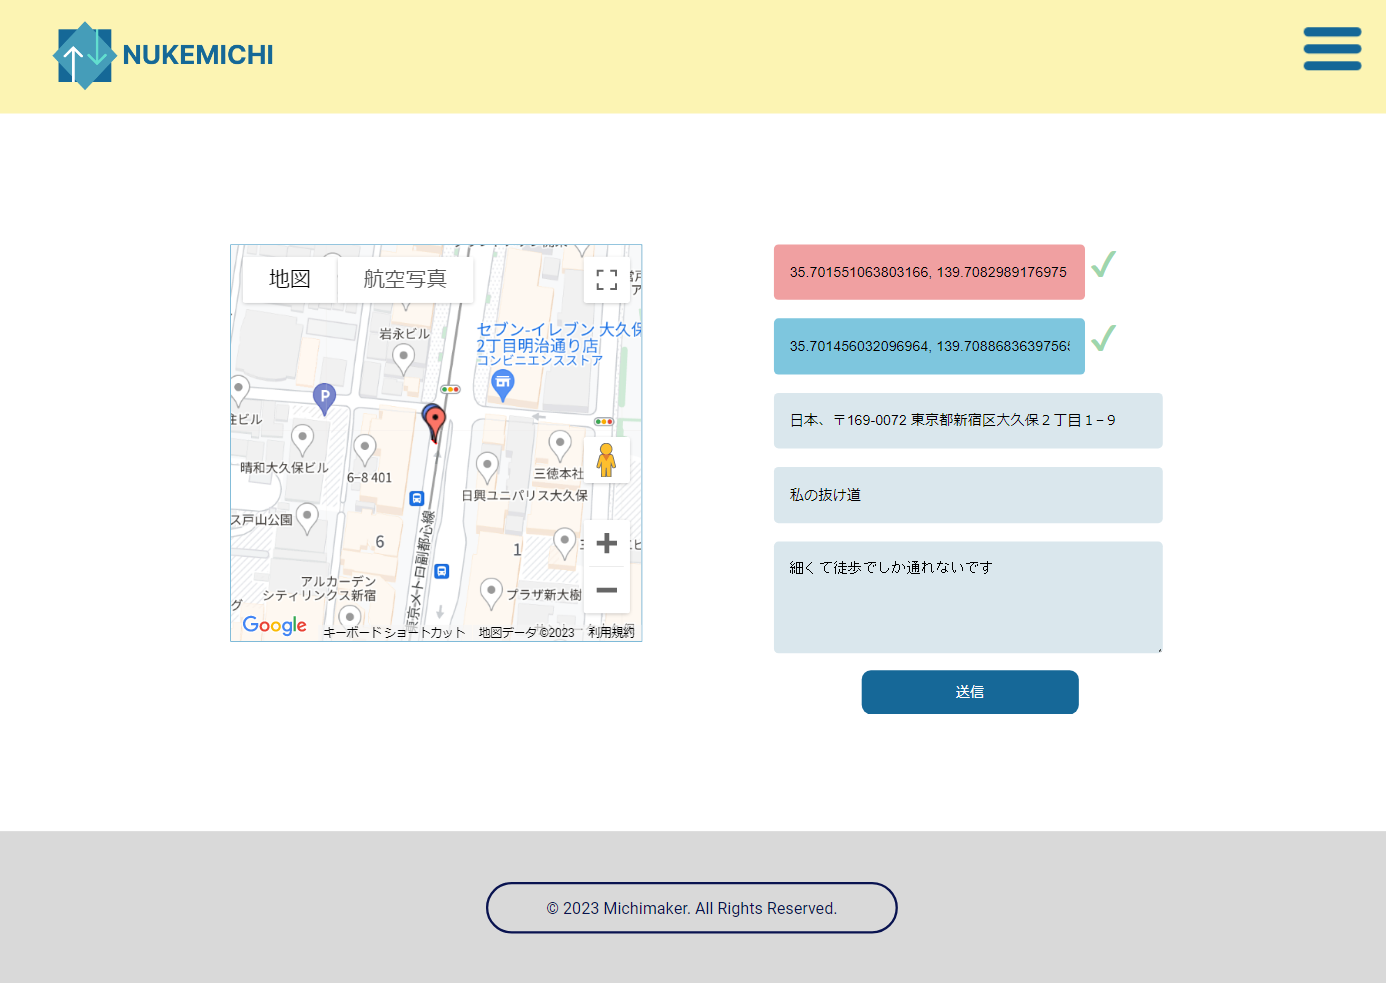 NUKEMICHI
地図
航空写真
岩永ビル
セブン-イレブン 大久保
2丁目明治通り店
コンビニエンスストア
P
晴和大久保ビル
6-8 401
三徳本社
日興ユニパリス大久保
ス戸山公園
6
1
東京メトロ副都心線
アルカーデン
シティリンクス新宿
プラザ新大樹
グ
Google
キーボード ショートカット
地図データ ©2023
利用規約
35.701551063803166, 139.7082989176975
35.701456032096964, 139.7088683639756
日本、〒169-0072 東京都新宿区大久保２丁目１−９
私の抜け道
細くて徒歩でしか通れないです
送信
© 2023 Michimaker. All Rights Reserved.